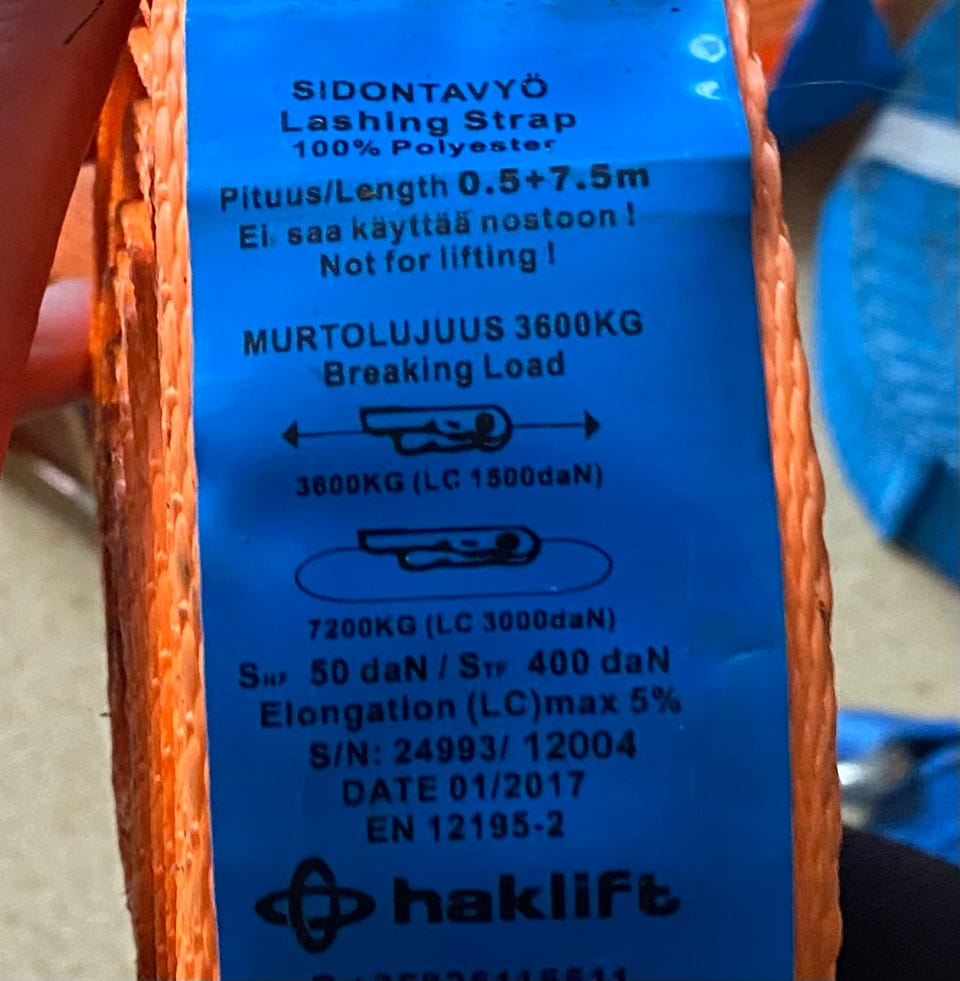 SIDONTAVYÖ
Lashing Strap
100% Polyester
Pituus/Length 0.5+7.5m
Ei saa käyttää nostoon !
Not for lifting !
MURTOLUJUUS 3600KG
Breaking Load
3600KG (LC 1500daN)
7200KG (LC 3000daN)
SHF 50 daN / STF 400 daN
Elongation (LC)max 5%
S/N: 24993/ 12004
DATE 01/2017
EN 12195-2
haklift